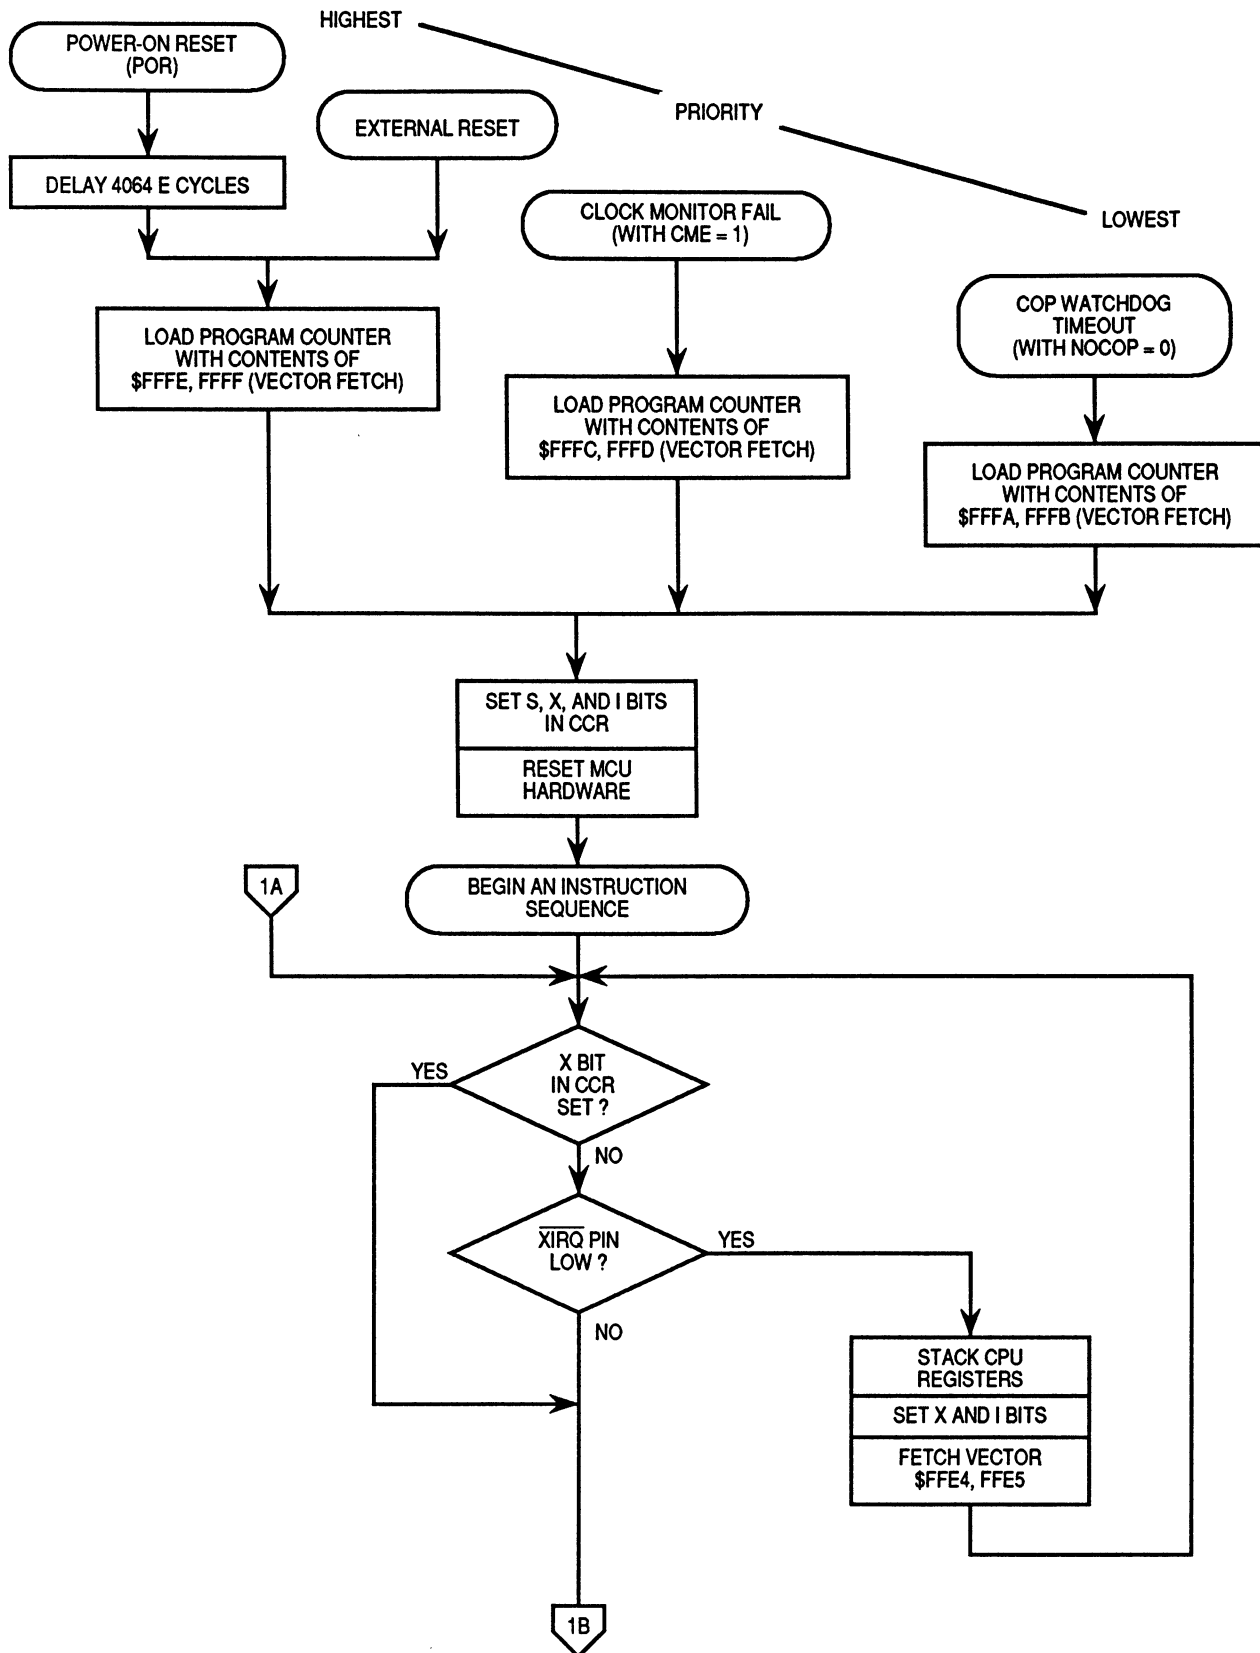 HIGHEST
POWER-ON RESET
(POR)
PRIORITY
EXTERNAL RESET
DELAY 4064 E CYCLES
CLOCK MONITOR FAIL
(WITH CME = 1)
LOWEST
COP WATCHDOG
TIMEOUT
(WITH NOCOP = 0)
LOAD PROGRAM COUNTER
WITH CONTENTS OF
$FFFE, FFFF (VECTOR FETCH)
LOAD PROGRAM COUNTER
WITH CONTENTS OF
$FFFC, FFFD (VECTOR FETCH)
LOAD PROGRAM COUNTER
WITH CONTENTS OF
$FFFA, FFFB (VECTOR FETCH)
SET S, X, AND I BITS
IN CCR
RESET MCU
HARDWARE
1A
BEGIN AN INSTRUCTION
SEQUENCE
YES
X BIT
IN CCR
SET ?
NO
XIRQ PIN
LOW ?
YES
NO
STACK CPU
REGISTERS
SET X AND I BITS
FETCH VECTOR
$FFE4, FFE5
1B